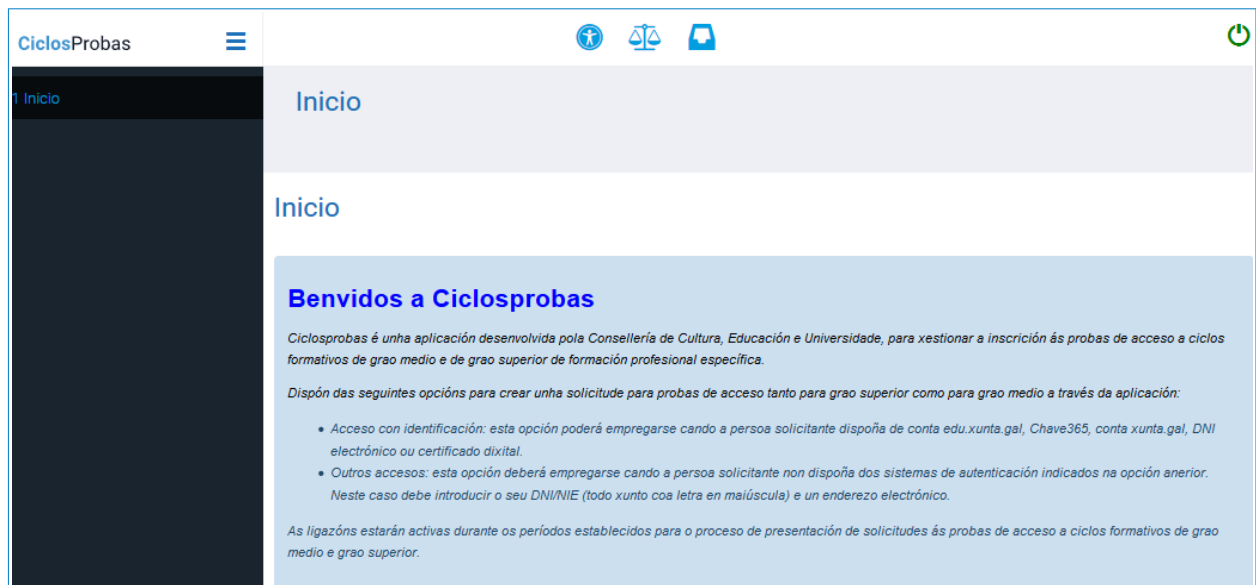 CiclosProbas
1 Inicio
Inicio
Inicio
Benvidos a Ciclosprobas
Ciclosprobas é unha aplicación desenvolvida pola Consellería de Cultura, Educación e Universidade, para xestionar a inscrición ás probas de acceso a ciclos
formativos de grao medio e de grao superior de formación profesional específica.
Dispón das seguintes opcións para crear unha solicitude para probas de acceso tanto para grao superior como para grao medio a través da aplicación:
• Acceso con identificación: esta opción poderá empregarse cando a persoa solicitante dispoña de conta edu.xunta.gal, Chave365, conta xunta.gal, DNI
electrónico ou certificado dixital.
• Outros accesos: esta opción deberá empregarse cando a persoa solicitante non dispoña dos sistemas de autenticación indicados na opción anerior.
Neste caso debe introducir o seu DNI/NIE (todo xunto coa letra en maiúscula) e un enderezo electrónico.
As ligazóns estarán activas durante os períodos establecidos para o proceso de presentación de solicitudes ás probas de acceso a ciclos formativos de grao
medio e grao superior.